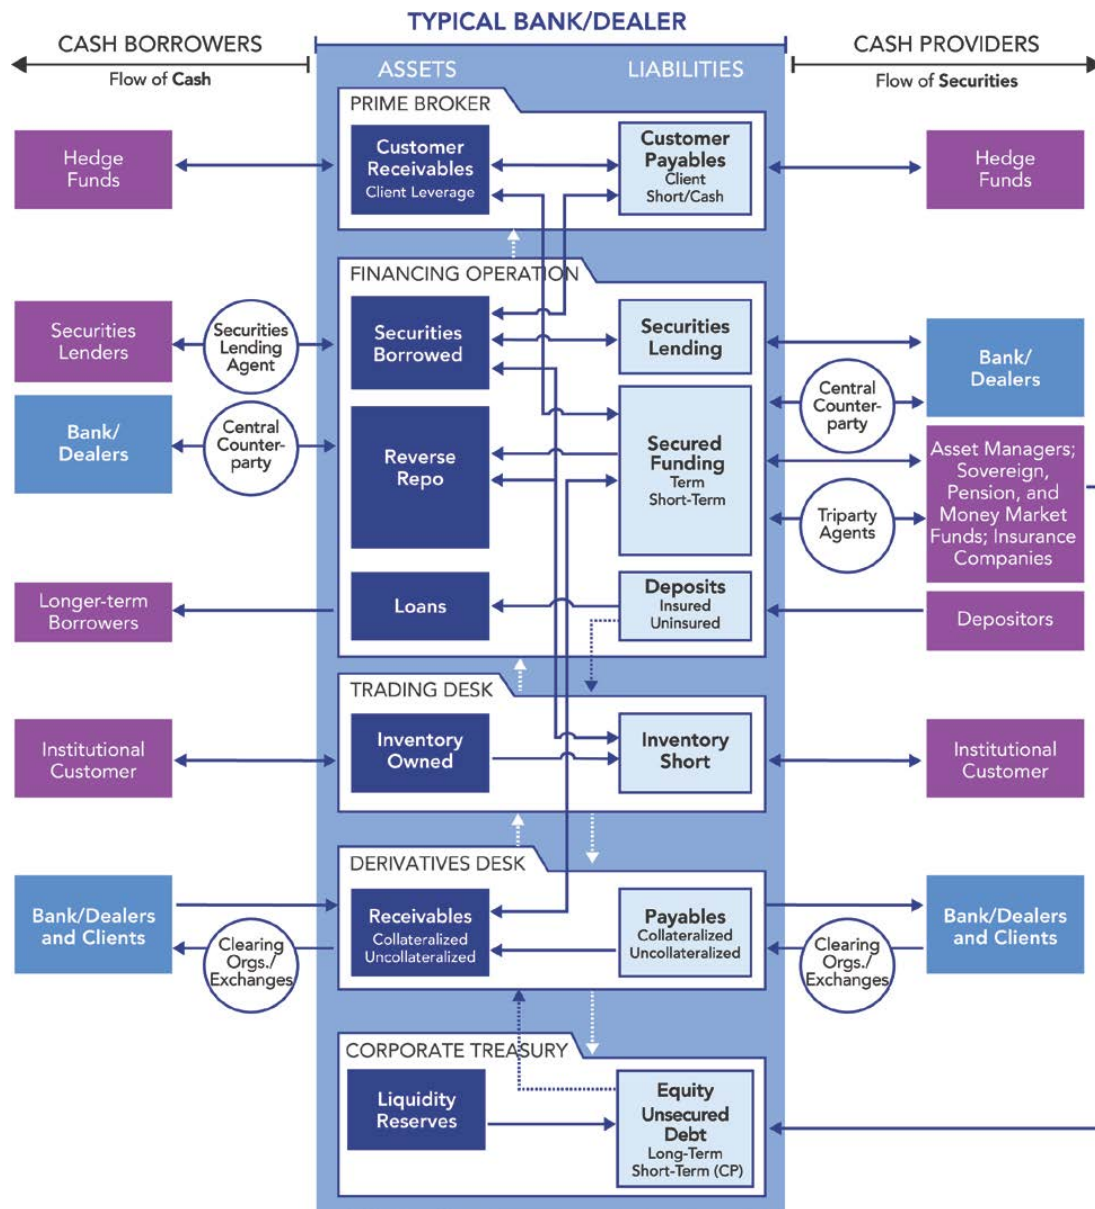 TYPICAL BANK/DEALER
CASH BORROWERS
Flow of Cash
ASSETS
LIABILITIES
CASH PROVIDERS
Flow of Securities
PRIME BROKER
Hedge
Funds
Customer
Receivables
Client Leverage
Customer
Payables
Client
Short/Cash
Hedge
Funds
FINANCING OPERATION
Securities
Lenders
Securities
Lending
Agent
Securities
Borrowed
Securities
Lending
Bank/
Dealers
Bank/
Dealers
Central
Counter-
party
Reverse
Repo
Secured
Funding
Term
Short-Term
Central
Counter-
party
Asset Managers;
Sovereign,
Pension, and
Money Market
Funds; Insurance
Companies
Triparty
Agents
Longer-term
Borrowers
Loans
Deposits
Insured
Uninsured
Depositors
TRADING DESK
Institutional
Customer
Inventory
Owned
Inventory
Short
Institutional
Customer
DERIVATIVES DESK
Bank/Dealers
and Clients
Clearing
Orgs./
Exchanges
Receivables
Collateralized
Uncollateralized
Payables
Collateralized
Uncollateralized
Clearing
Orgs./
Exchanges
Bank/Dealers
and Clients
CORPORATE TREASURY
Liquidity
Reserves
Equity
Unsecured
Debt
Long-Term
Short-Term (CP)